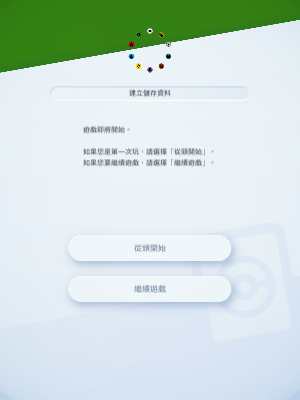 建立儲存資料
遊戲即將開始。
如果您是第一次玩，請選擇「從頭開始」。
如果您要繼續遊戲，請選擇「繼續遊戲」。
從頭開始
繼續遊戲